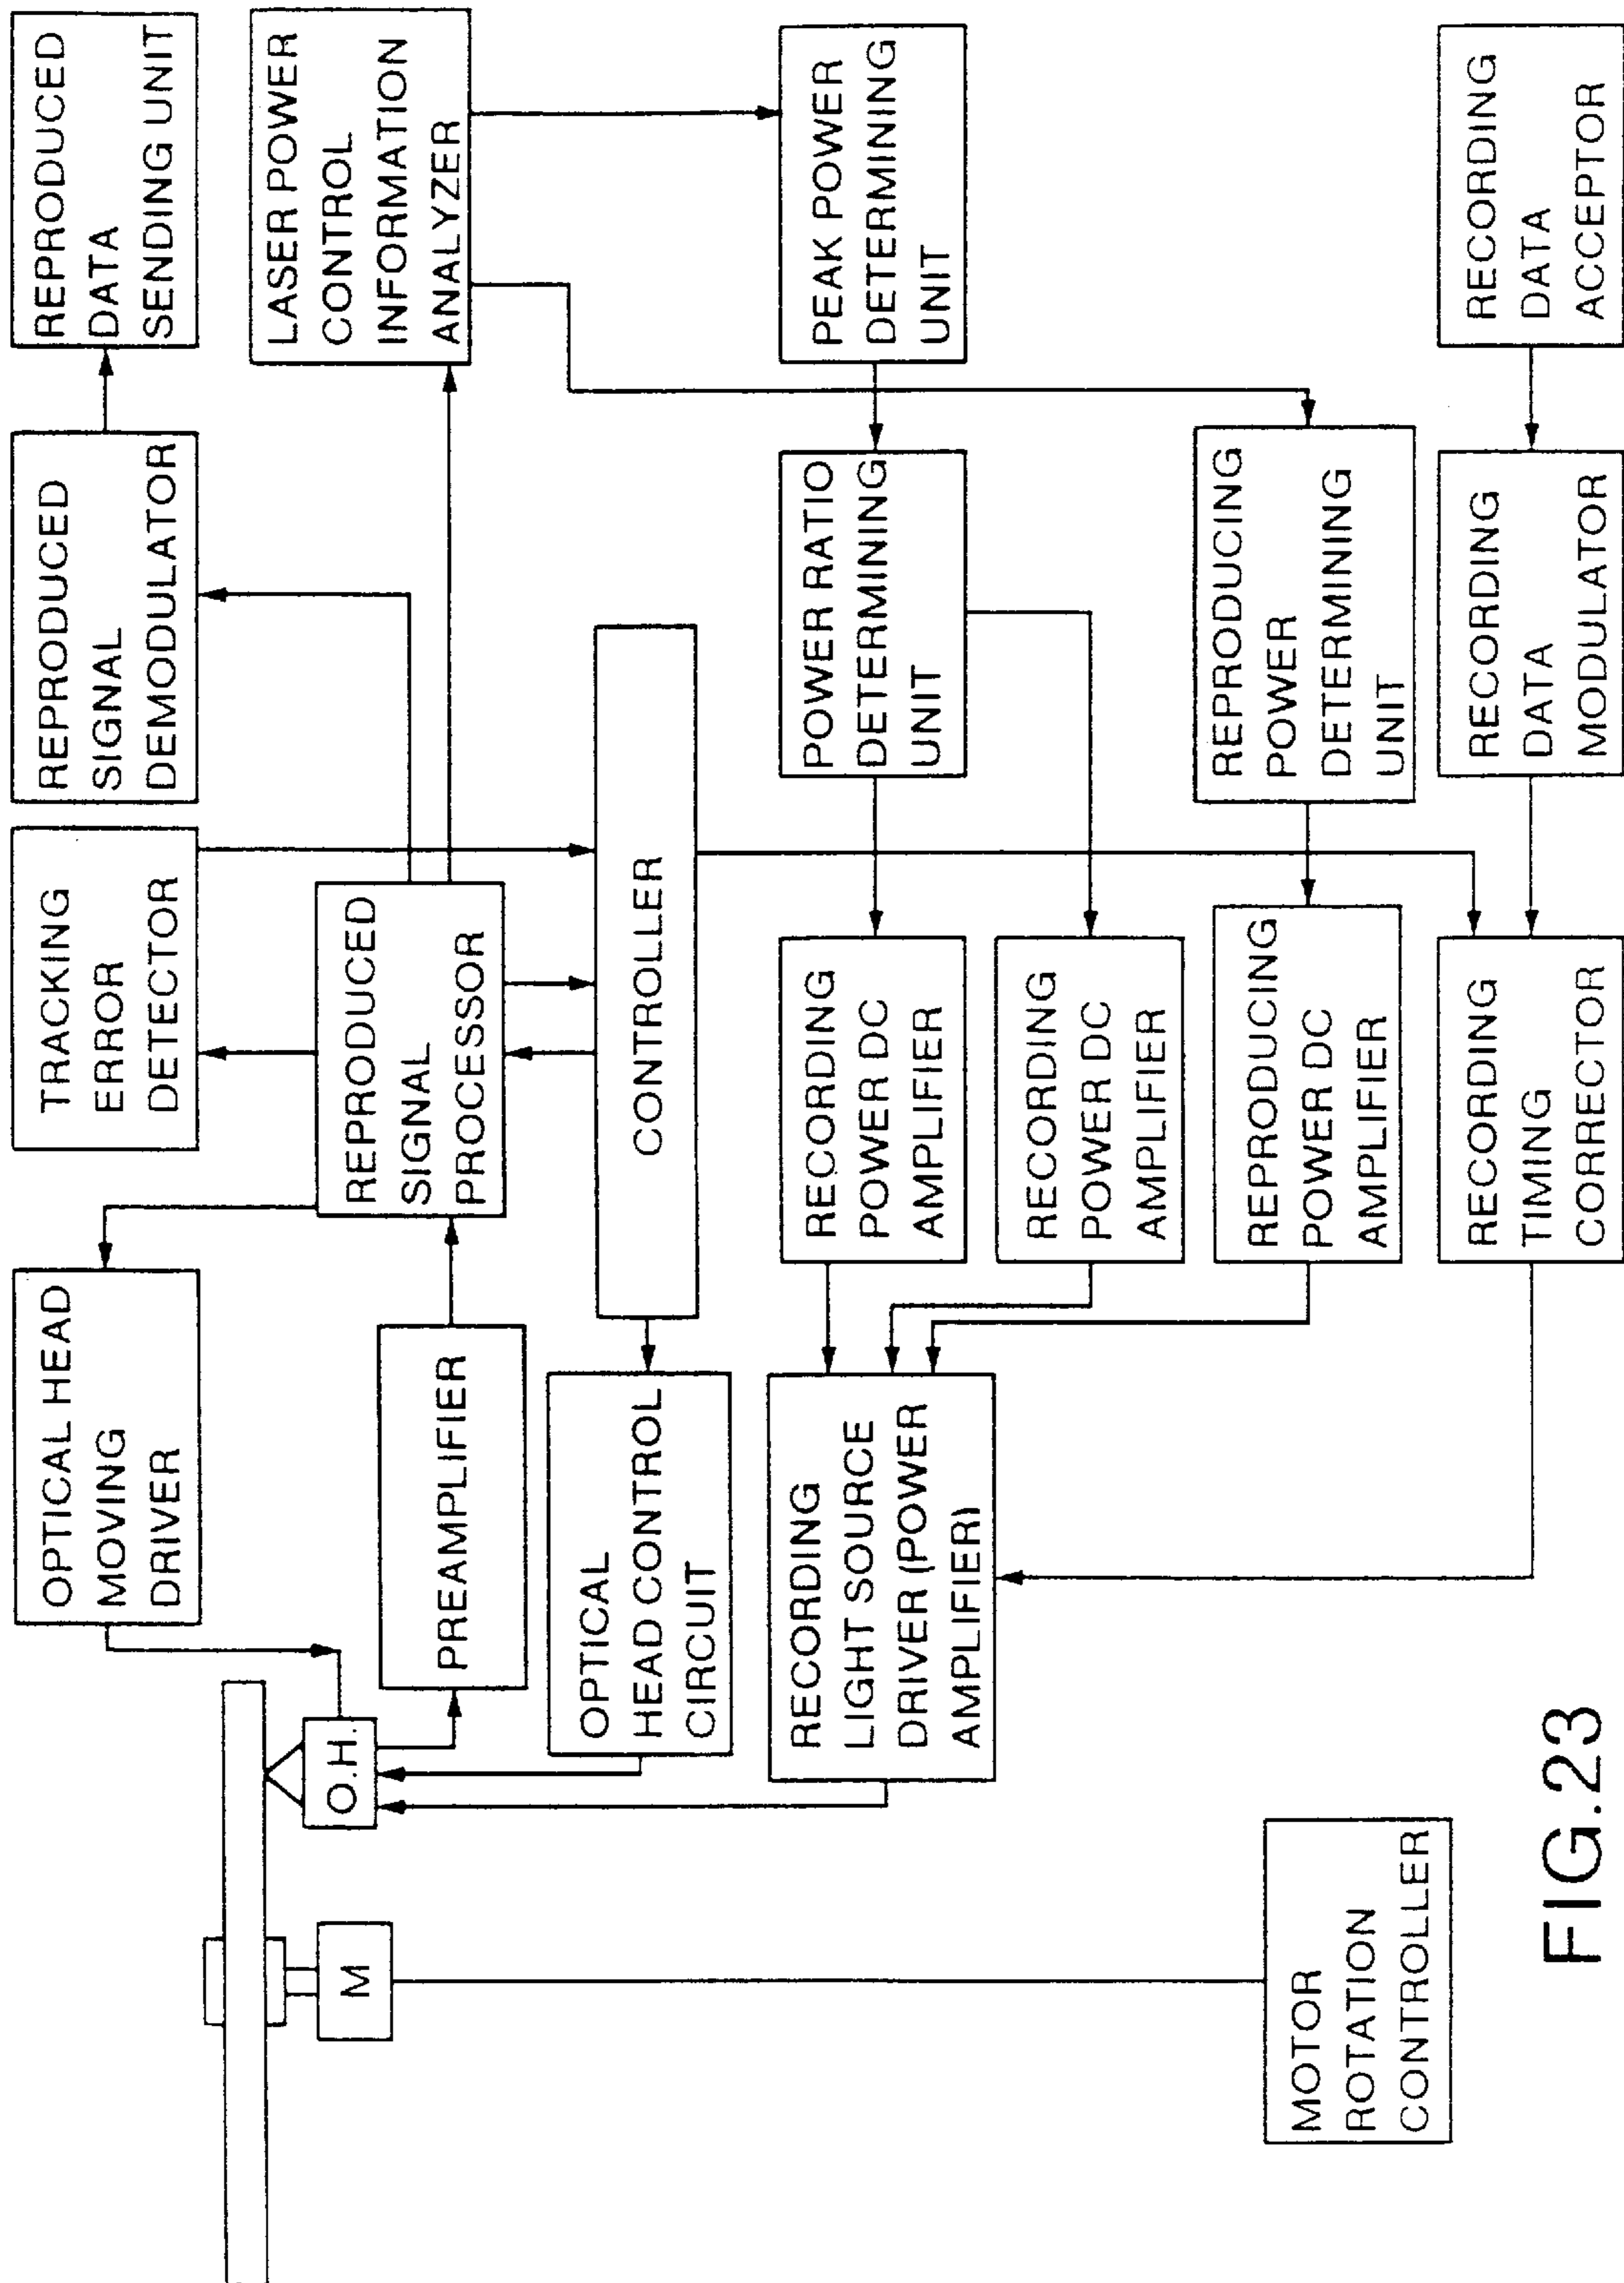 OPTICAL HEAD
MOVING
DRIVER
TRACKING
ERROR
DETECTOR
REPRODUCED
SIGNAL
DEMODULATOR
REPRODUCED
DATA
SENDING UNIT
O.H.
M
PREAMPLIFIER
REPRODUCED
SIGNAL
PROCESSOR
LASER POWER
CONTROL
INFORMATION
ANALYZER
OPTICAL
HEAD CONTROL
CIRCUIT
CONTROLLER
RECORDING
LIGHT SOURCE
DRIVER (POWER
AMPLIFIER)
RECORDING
POWER DC
AMPLIFIER
POWER RATIO
DETERMINING
UNIT
PEAK POWER
DETERMINING
UNIT
RECORDING
POWER DC
AMPLIFIER
REPRODUCING
POWER DC
AMPLIFIER
REPRODUCING
POWER
DETERMINING
UNIT
MOTOR
ROTATION
CONTROLLER
RECORDING
TIMING
CORRECTOR
RECORDING
DATA
MODULATOR
RECORDING
DATA
ACCEPTOR
FIG.23